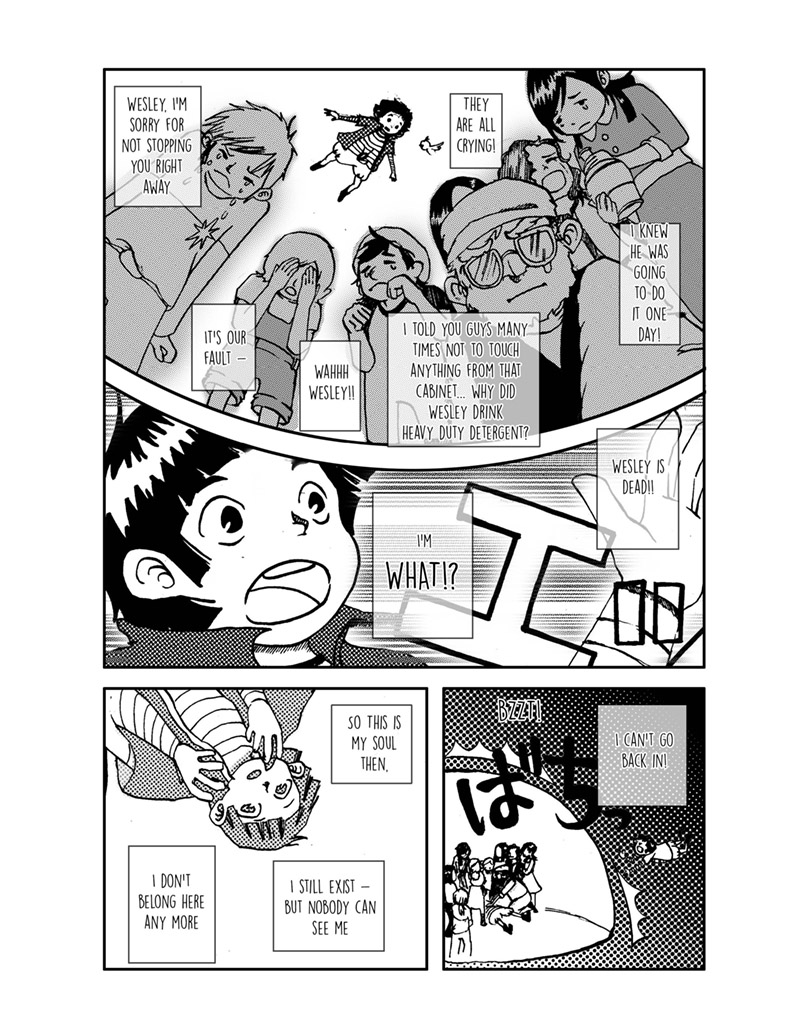 WESLEY, I'M
SORRY FOR
NOT STOPPING
YOU RIGHT
AWAY
THEY
ARE ALL
CRYING!
I KNEW
HE WAS
GOING
TO DO
IT ONE
DAY!
IT'S OUR
FAULT –
WAHHH
WESLEY!!
I TOLD YOU GUYS MANY
TIMES NOT TO TOUCH
ANYTHING FROM THAT
CABINET... WHY DID
WESLEY DRINK
HEAVY DUTY DETERGENT?
WESLEY IS
DEAD!!
I'M
WHAT!?
エ
SO THIS IS
MY SOUL
THEN,
I DON'T
BELONG HERE
ANY MORE
I STILL EXIST –
BUT NOBODY CAN
SEE ME
BZZT!
I CAN'T GO
BACK IN!
ばちっ